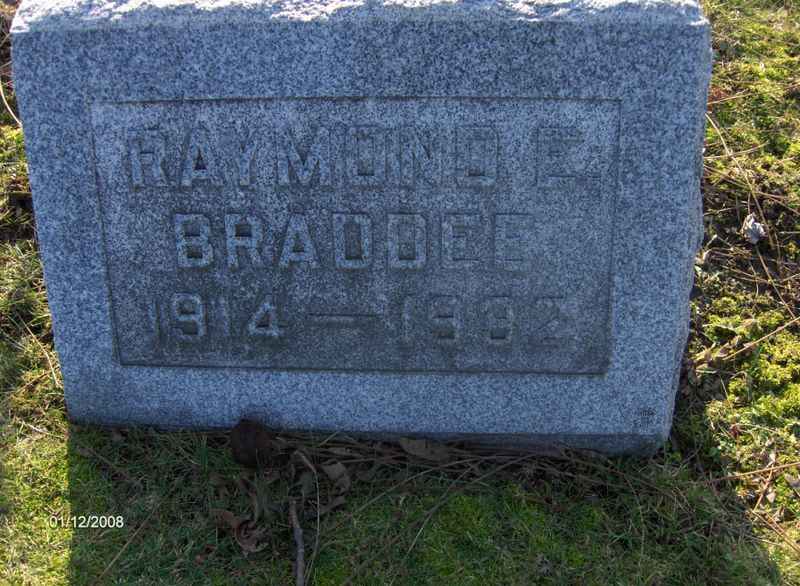 RAYMOND E.
BRADDEE
1914 — 1992
01/12/2008